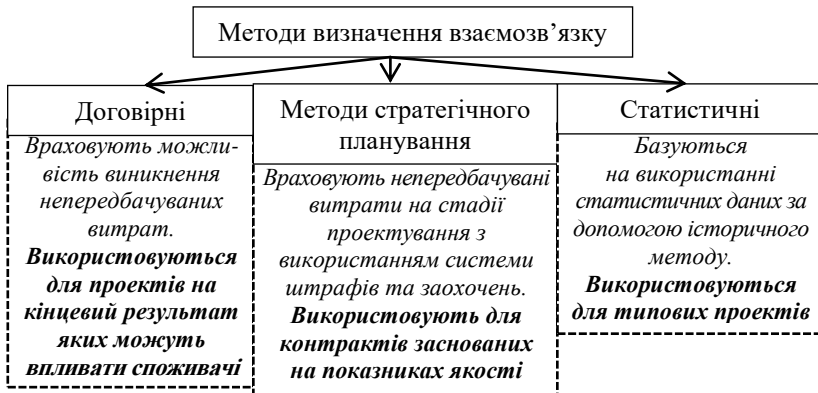 Методи визначення взаємозв’язку
Договірні
Враховують можли-
вість виникнення
непередбачуваних
витрат.
Використовуються
для проектів на
кінцевий результат
яких можуть
впливати споживачі
Методи стратегічного
планування
Враховують непередбачувані
витрати на стадії
проектування з
використанням системи
штрафів та заохочень.
Використовують для
контрактів заснованих
на показниках якості
Статистичні
Базуються
на використанні
статистичних даних за
допомогою історичного
методу.
Використовуються
для типових проектів